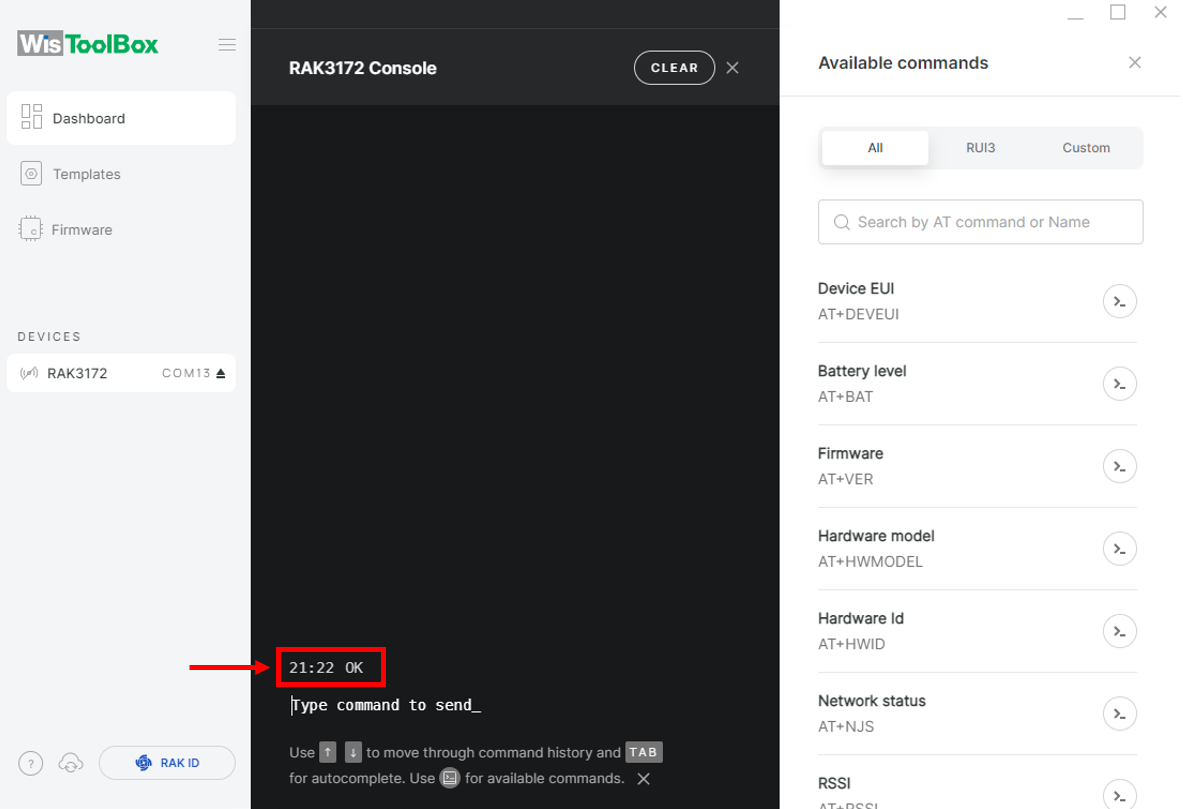 WisToolBox
Dashboard
Templates
Firmware
DEVICES
RAK3172 COM13
?
RAK ID
RAK3172 Console
CLEAR
21:22 OK
Type command to send_
Use ↑ ↓ to move through command history and TAB
for autocomplete. Use for available commands.
Available commands
All RUI3 Custom
Search by AT command or Name
Device EUI
AT+DEVEUI
Battery level
AT+BAT
Firmware
AT+VER
Hardware model
AT+HWMODEL
Hardware Id
AT+HWID
Network status
AT+NJS
RSSI
AT+RSSI